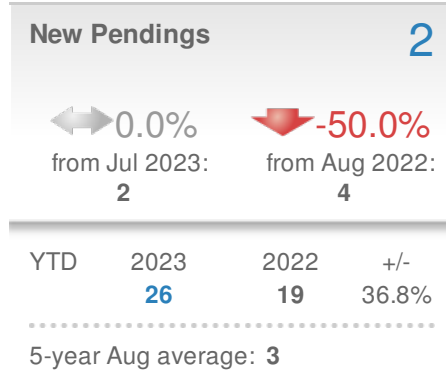 New Pendings 2
0.0% -50.0%
from Jul 2023: from Aug 2022:
2 4
YTD 2023 2022 +/-
26 19 36.8%
5-year Aug average: 3